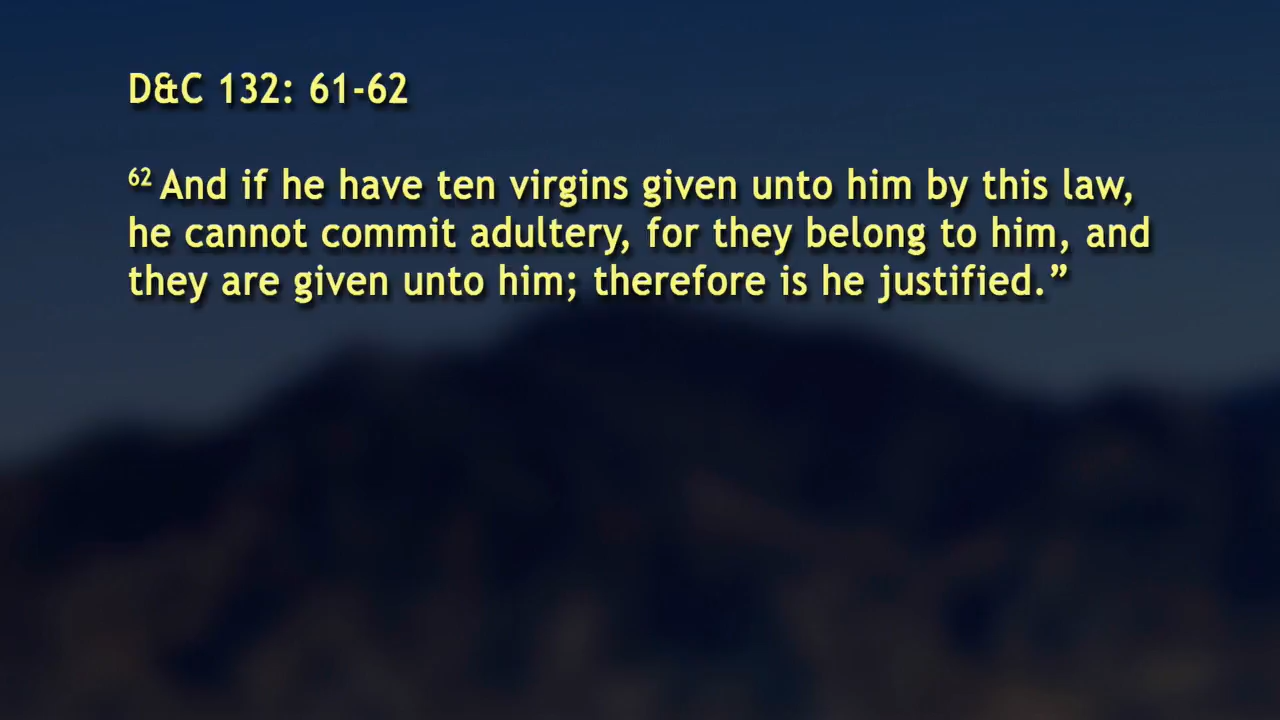 D&C 132: 61-62
62 And if he have ten virgins given unto him by this law,
he cannot commit adultery, for they belong to him, and
they are given unto him; therefore is he justified.”